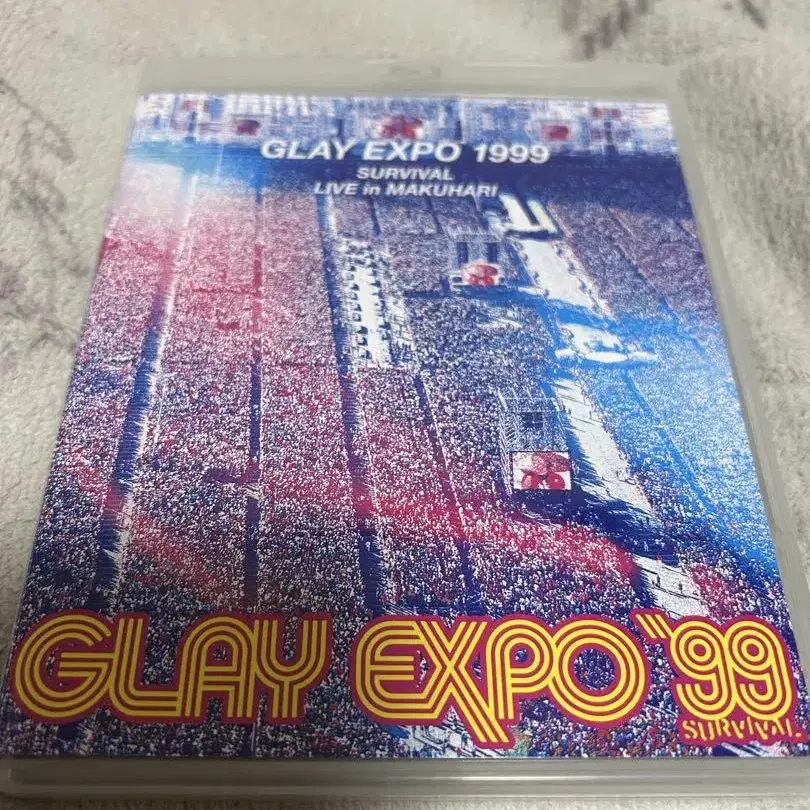 GLAY EXPO 1999
SURVIVAL
LIVE in MAKUHARI
GLAY EXPO "99
SURVIVAL